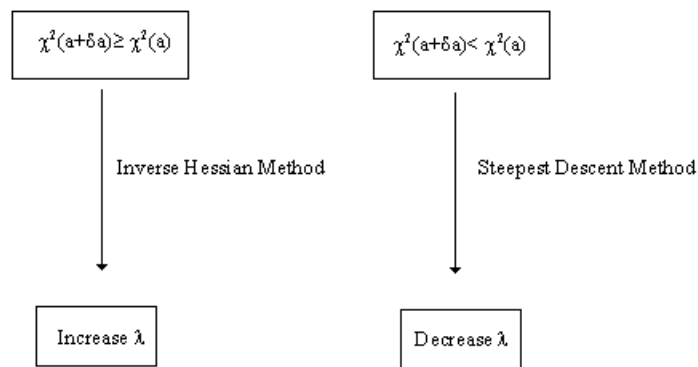 χ²(a+δa)≥ χ²(a)
χ²(a+δa)< χ²(a)
Inverse Hessian Method
Steepest Descent Method
Increase λ
Decrease λ